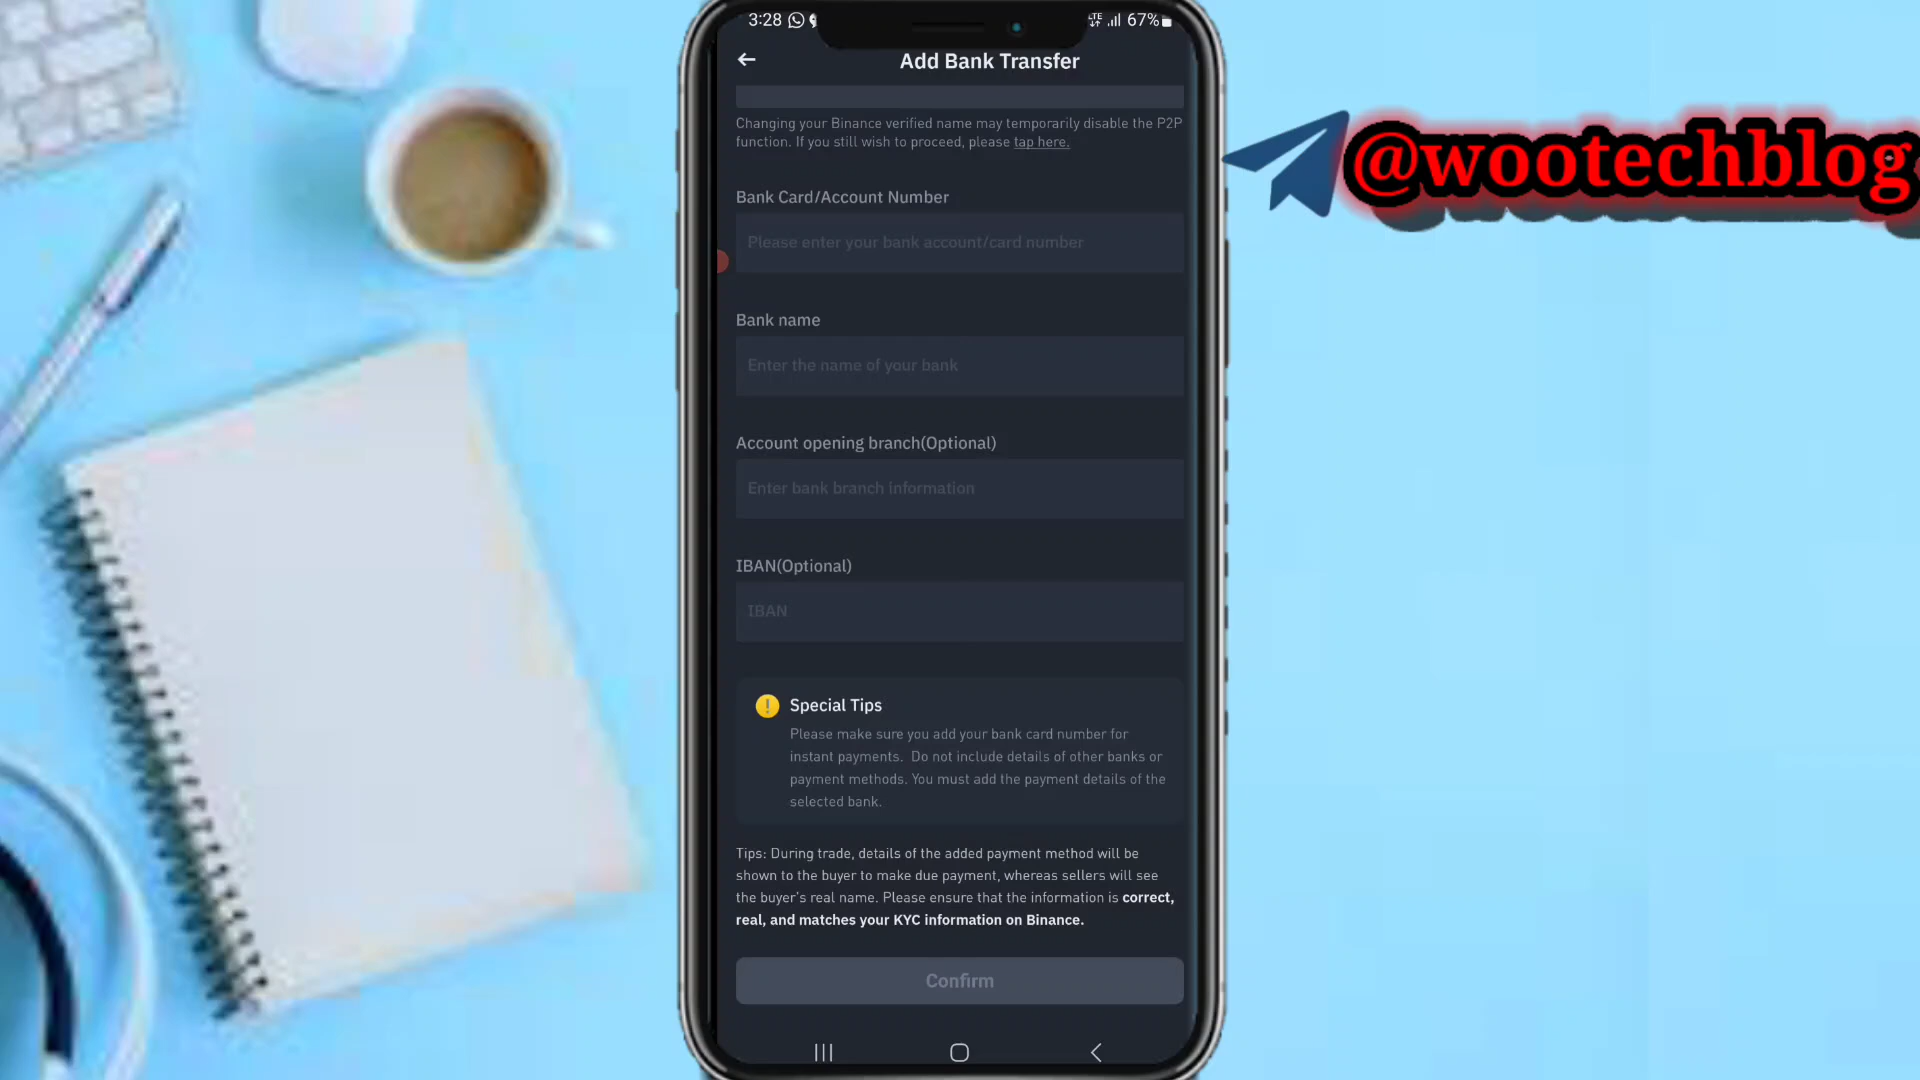 3:28
LTE
67%
Add Bank Transfer
Changing your Binance verified name may temporarily disable the P2P
function. If you still wish to proceed, please tap here.
@wootechblog
Bank Card/Account Number
Please enter your bank account/card number
Bank name
Enter the name of your bank
Account opening branch(Optional)
Enter bank branch information
IBAN(Optional)
IBAN
Special Tips
Please make sure you add your bank card number for
instant payments. Do not include details of other banks or
payment methods. You must add the payment details of the
selected bank.
Tips: During trade, details of the added payment method will be
shown to the buyer to make due payment, whereas sellers will see
the buyer's real name. Please ensure that the information is correct,
real, and matches your KYC information on Binance.
Confirm